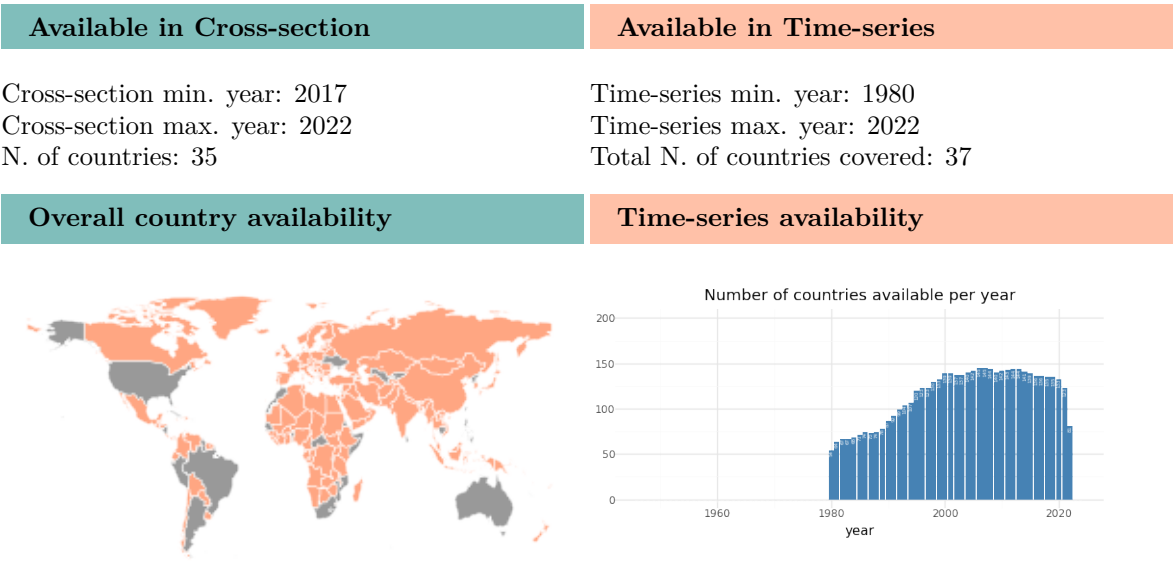 Available in Cross-section
Available in Time-series
Cross-section min. year: 2017
Cross-section max. year: 2022
N. of countries: 35
Time-series min. year: 1980
Time-series max. year: 2022
Total N. of countries covered: 37
Overall country availability
Time-series availability
Number of countries available per year
200
150
100
50
0
1960
1980
2000
2020
year